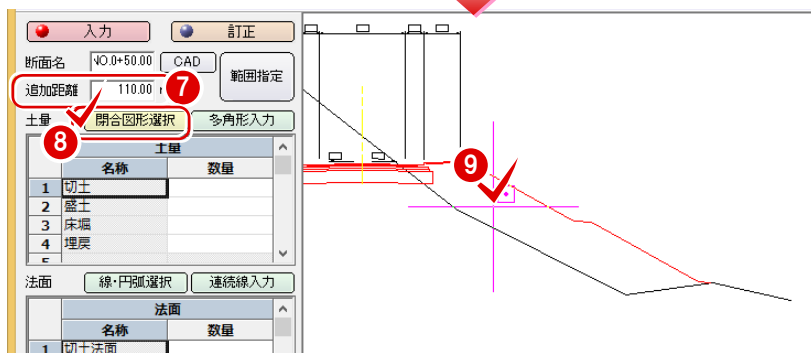 入力 訂正
断面名 NO.0+50.00 CAD 範囲指定
追加距離 110.00 7
土量 閉合図形選択 多角形入力
8
土量
名称 数量
1 切土
2 盛土
3 床堀
4 埋戻
5
法面 線・円弧選択 連続線入力
法面
名称 数量
1 切土法面
9